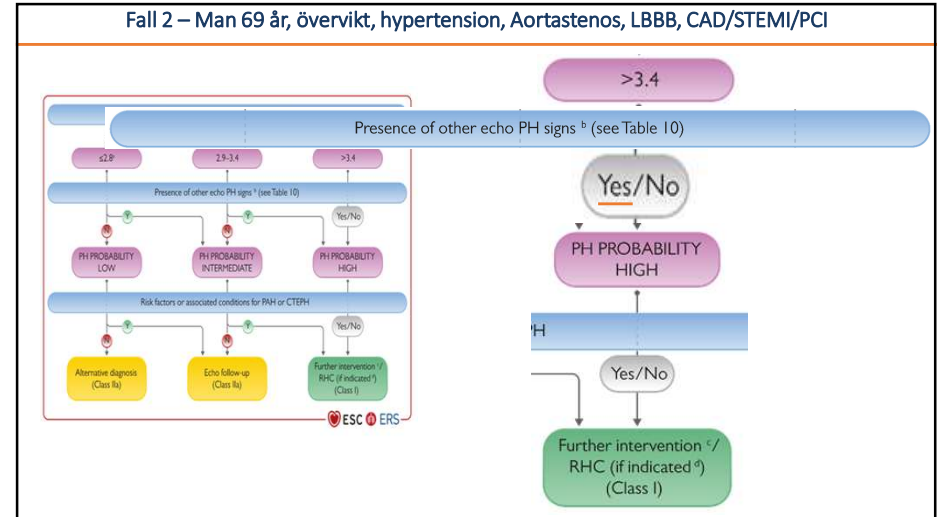 Fall 2 – Man 69 år, övervikt, hypertension, Aortastenos, LBBB, CAD/STEMI/PCI
>3.4
Presence of other echo PH signs ᵇ (see Table 10)
Yes/No
PH PROBABILITY
HIGH
PH
Yes/No
Further intervention ᶜ/
RHC (if indicated ᵈ)
(Class I)
≤2.8ᵃ
2.9–3.4
>3.4
Presence of other echo PH signs ᵇ (see Table 10)
Y
Y
Yes/No
N
N
PH PROBABILITY
LOW
PH PROBABILITY
INTERMEDIATE
PH PROBABILITY
HIGH
Risk factors or associated conditions for PAH or CTEPH
Y
Y
Yes/No
N
N
Alternative diagnosis
(Class IIa)
Echo follow-up
(Class IIa)
Further intervention ᶜ/
RHC (if indicated ᵈ)
(Class I)
ESC ERS